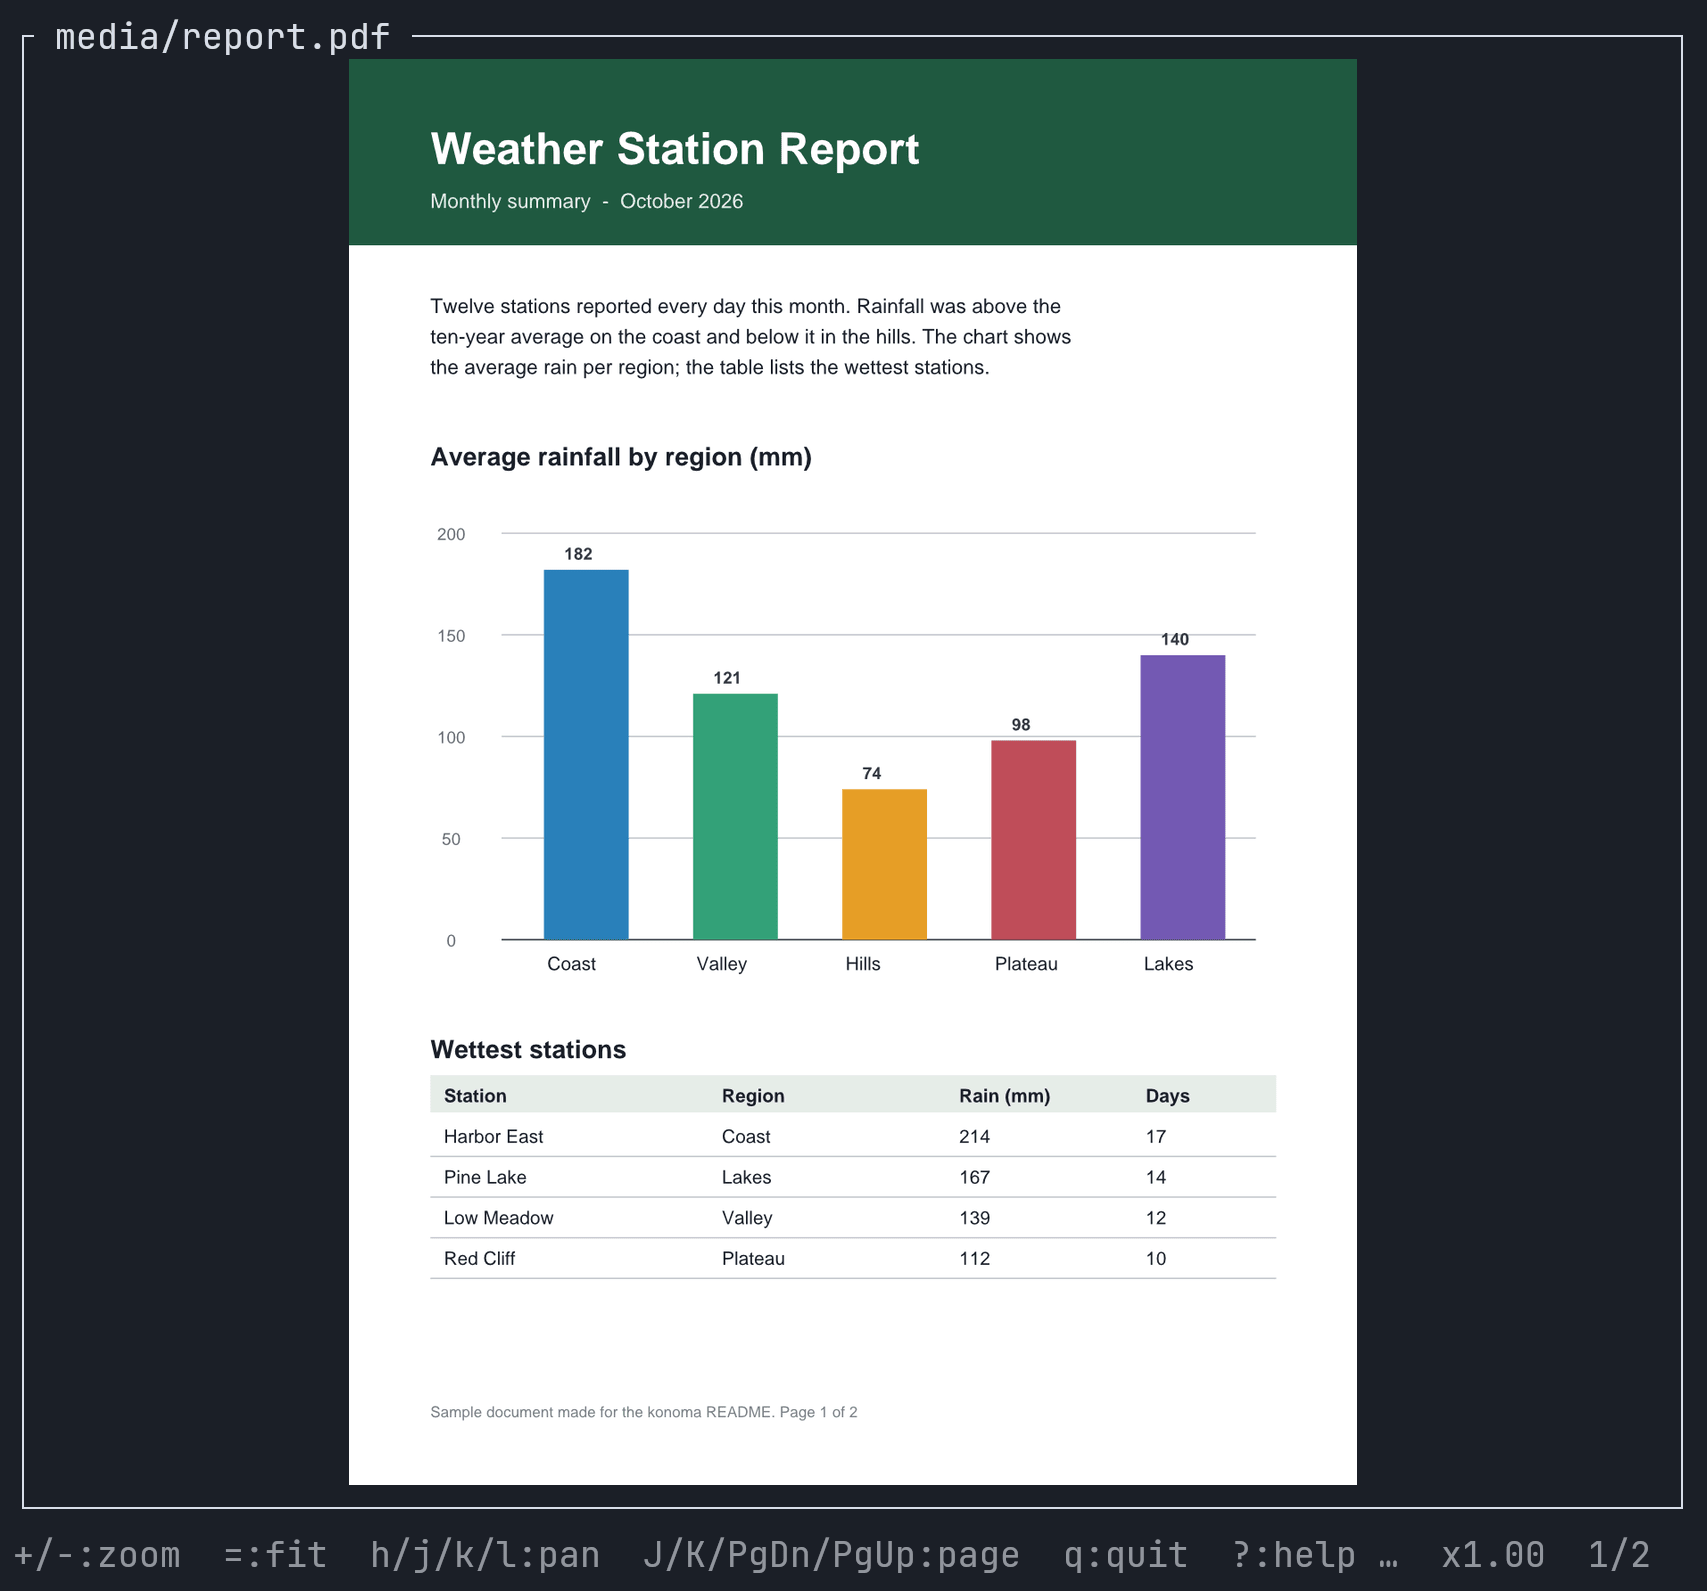 media/report.pdf
Weather Station Report
Monthly summary - October 2026
Twelve stations reported every day this month. Rainfall was above the
ten-year average on the coast and below it in the hills. The chart shows
the average rain per region; the table lists the wettest stations.
Average rainfall by region (mm)
200
182
150
140
121
100
98
74
50
0
Coast Valley Hills Plateau Lakes
Wettest stations
Station Region Rain (mm) Days
Harbor East Coast 214 17
Pine Lake Lakes 167 14
Low Meadow Valley 139 12
Red Cliff Plateau 112 10
Sample document made for the konoma README. Page 1 of 2
+/-:zoom =:fit h/j/k/l:pan J/K/PgDn/PgUp:page q:quit ?:help … x1.00 1/2